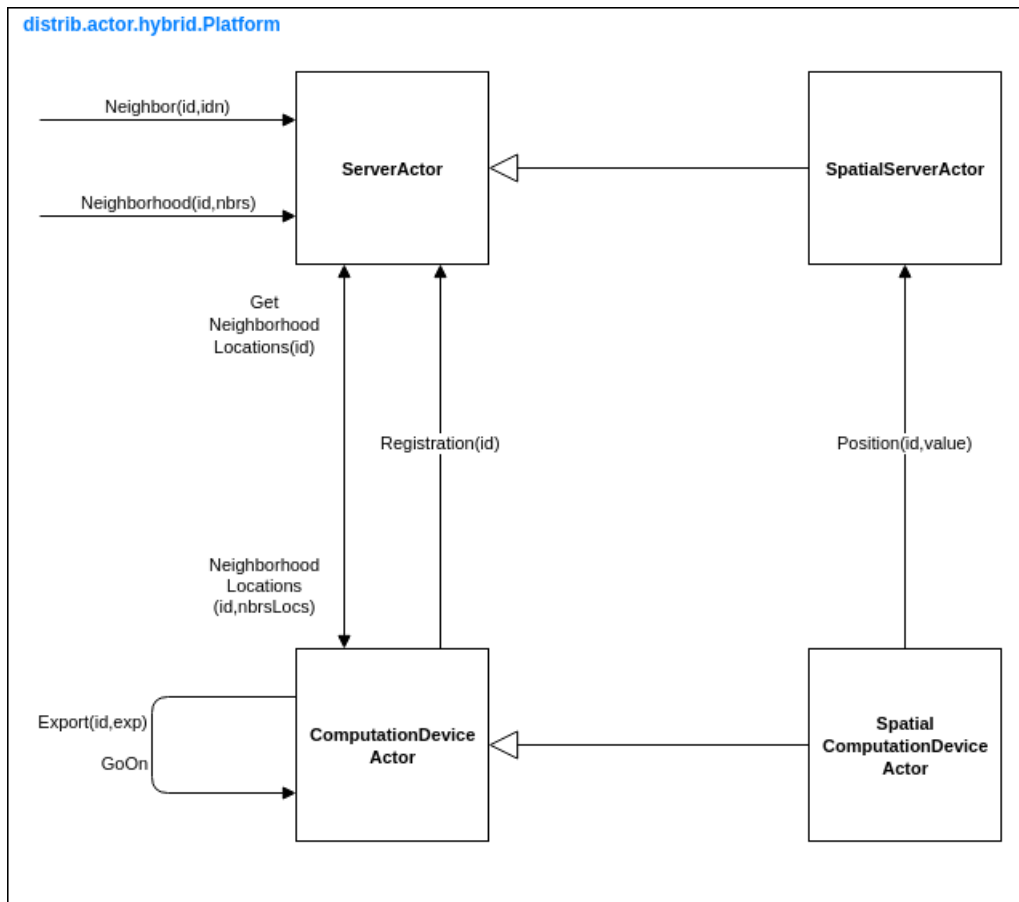 distrib.actor.hybrid.Platform
Neighbor(id,idn)
ServerActor
SpatialServerActor
Neighborhood(id,nbrs)
Get
Neighborhood
Locations(id)
Registration(id)
Position(id,value)
Neighborhood
Locations
(id,nbrsLocs)
Export(id,exp)
GoOn
ComputationDevice
Actor
Spatial
ComputationDevice
Actor